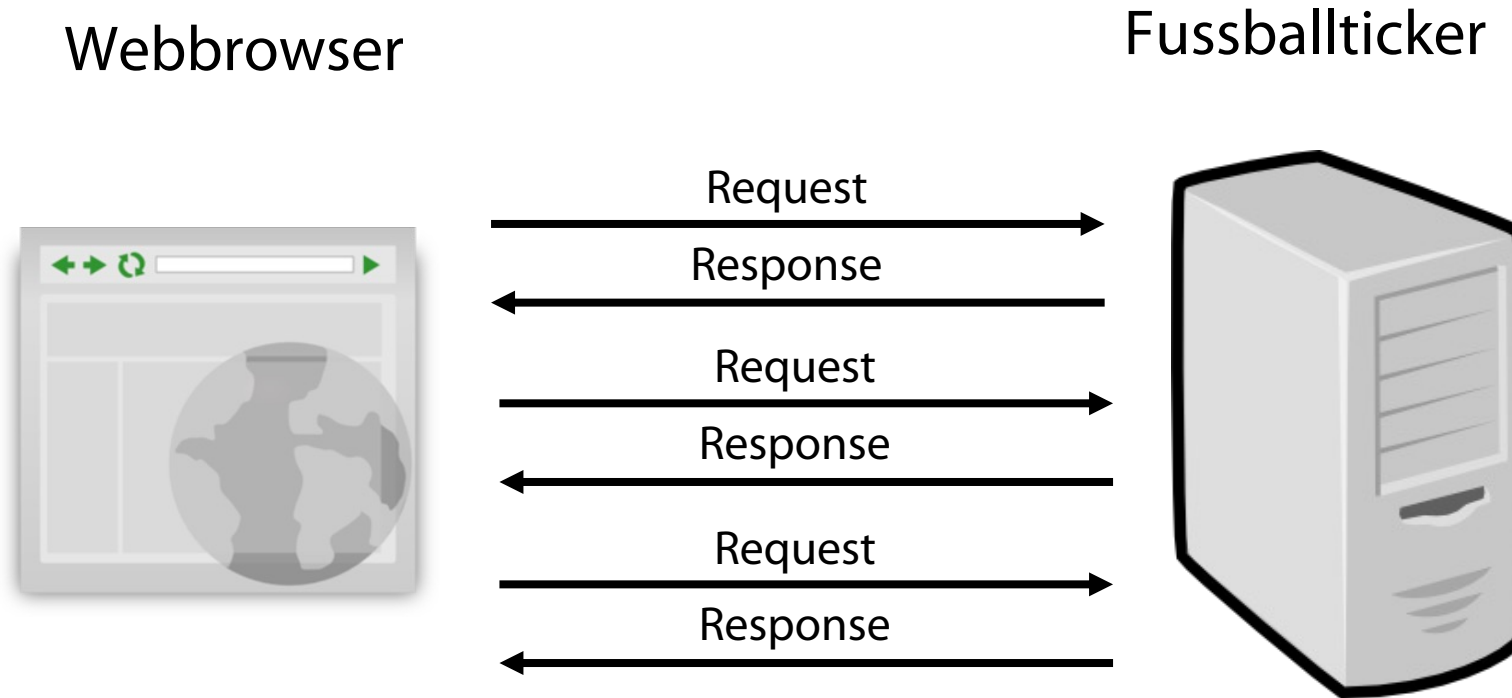 Webbrowser
Fussballticker
Request
Response
Request
Response
Request
Response